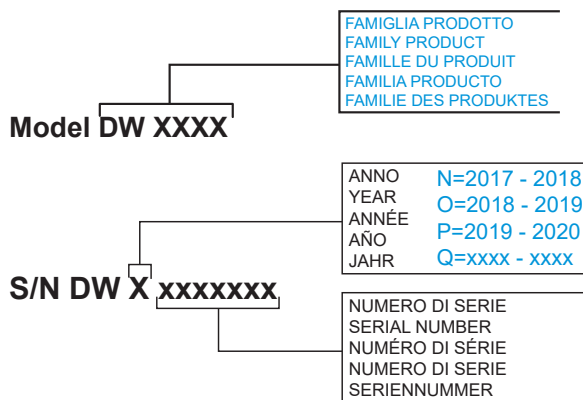 FAMIGLIA PRODOTTO
FAMILY PRODUCT
FAMILLE DU PRODUIT
FAMILIA PRODUCTO
FAMILIE DES PRODUKTES
Model DW XXXX
ANNO
YEAR
ANNÉE
AÑO
JAHR
N=2017 - 2018
O=2018 - 2019
P=2019 - 2020
Q=xxxx - xxxx
S/N DW X xxxxxxx
NUMERO DI SERIE
SERIAL NUMBER
NUMÉRO DI SÉRIE
NUMERO DI SERIE
SERIENNUMMER